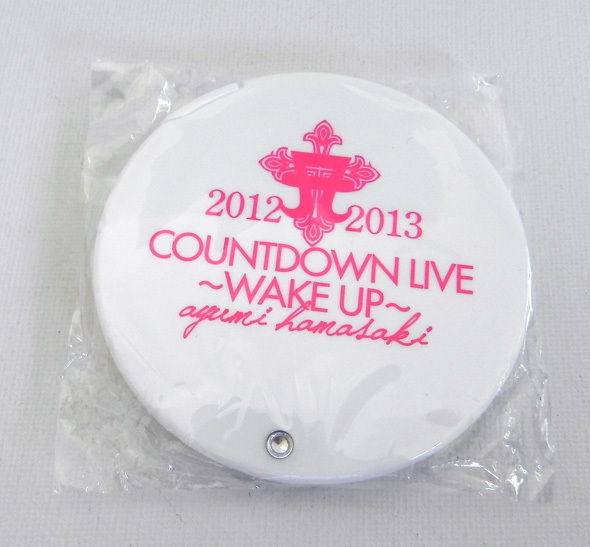 2012 2013
COUNTDOWN LIVE
~WAKE UP~
ayumi hamasaki